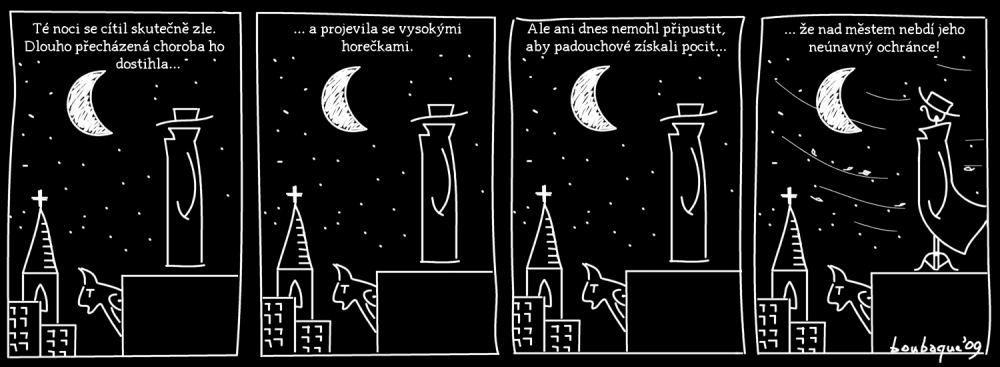 Té noci se cítil skutečně zle.
Dlouho přecházená choroba ho
dostihla...
... a projevila se vysokými
horečkami.
Ale ani dnes nemohl připustit,
aby padouchové získali pocit...
... že nad městem nebdí jeho
neúnavný ochránce!
boubaque'09